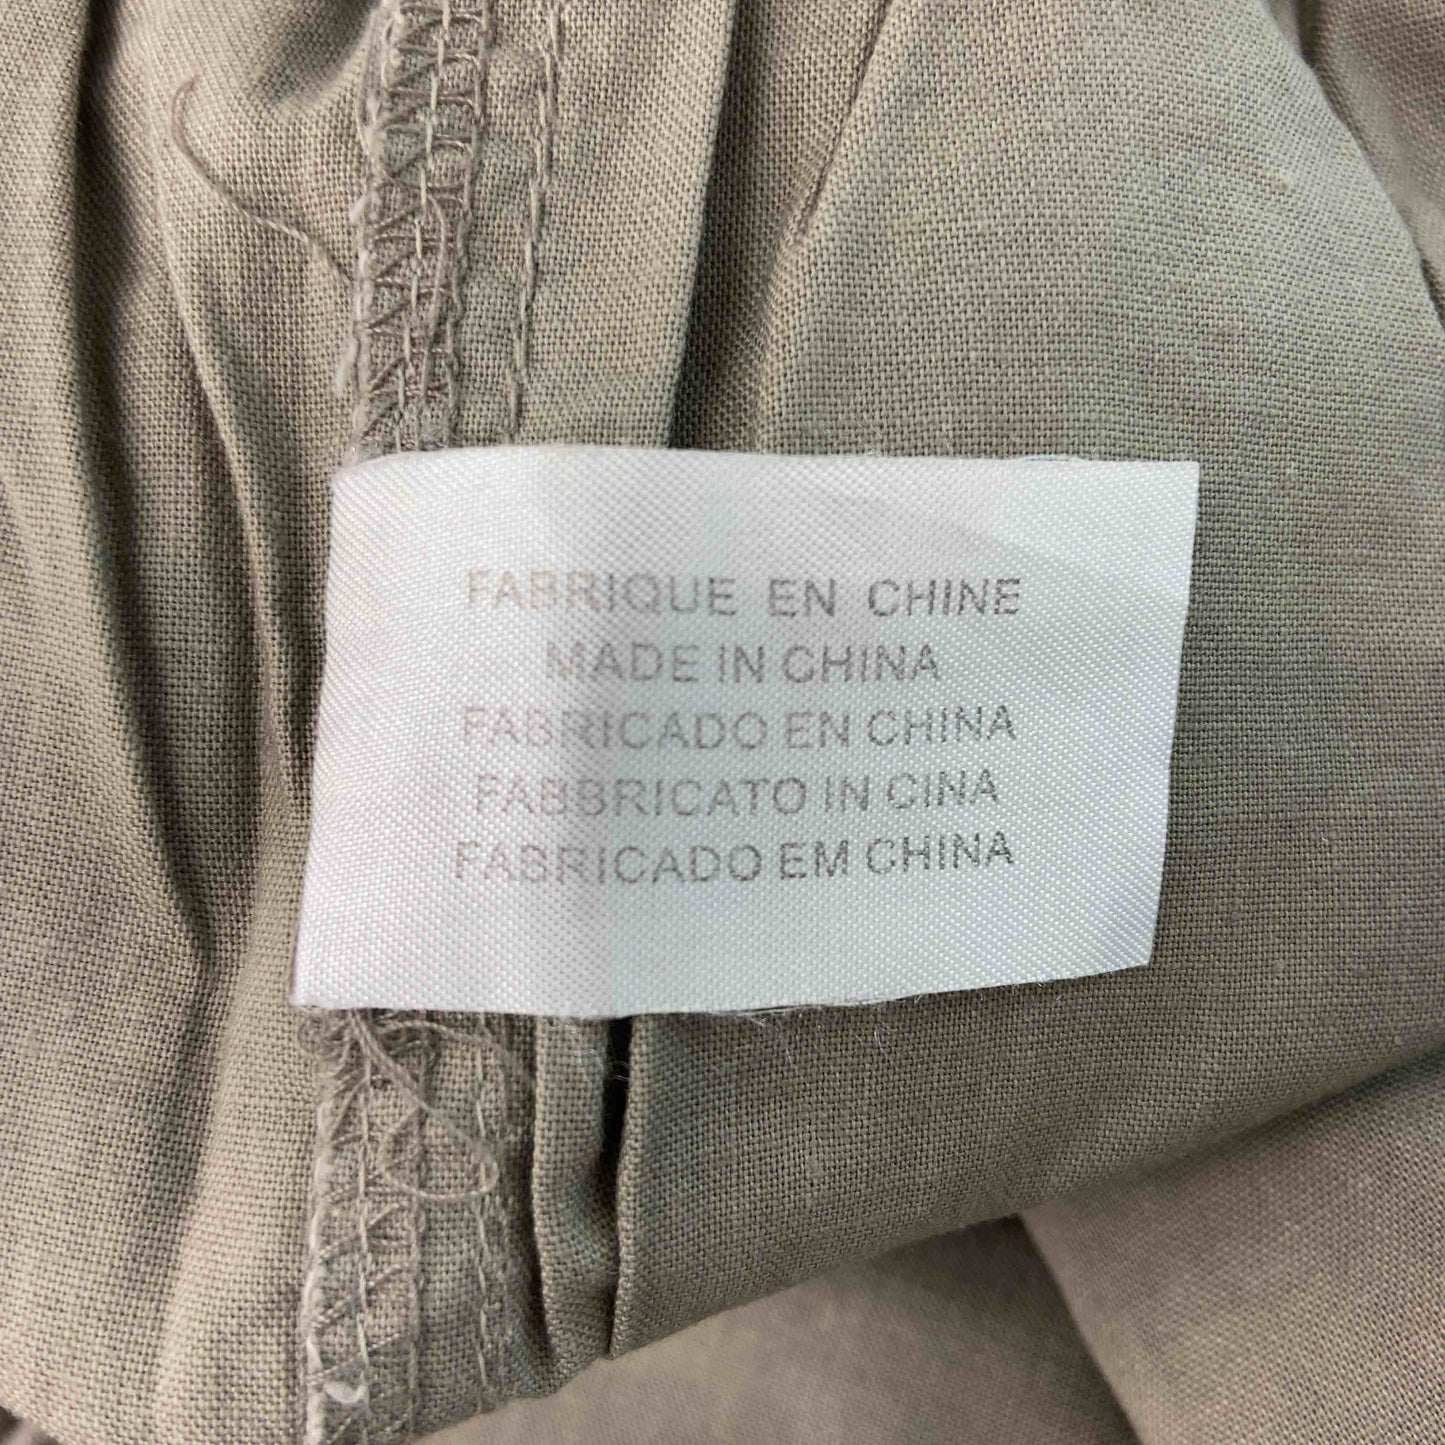 FABRIQUE EN CHINE
MADE IN CHINA
FABRICADO EN CHINA
FABBRICATO IN CINA
FABRICADO EM CHINA